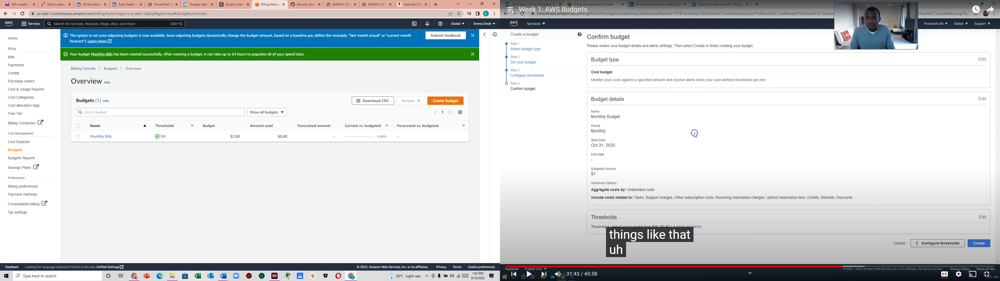 (39 unread) -
Slack | cyberg
All the resour
Post | Feed | L
PowerPoint P
Google Caler
Quizizz Creat
Billing Manag
Security Over
EMMA'S CV
EMMA'S CV
Hack the Cyb
us-east-1.console.aws.amazon.com/billing/home?region=us-east-1&skipRegion=true#/budgets/overview
aws
Services
Search for services, features, blogs, docs, and more
[Alt+S]
Global
Emma Onoh
Home
Billing
Bills
Payments
Credits
Purchase orders
Cost & Usage Reports
Cost Categories
Cost allocation tags
Free Tier
Billing Conductor
Cost Management
Cost Explorer
Budgets
Budgets Reports
Savings Plans
Preferences
Billing preferences
Payment methods
Consolidated billing
Tax settings
The option to set auto-adjusting budgets is now available. Auto-adjusting budgets dynamically change the budget amount, based on a baseline you define (for example, "last month actual" or "current month
forecast"). Learn more
Submit feedback
Your budget Monthly Bills has been created successfully. After creating a budget, it can take up to 24 hours to populate all of your spend data.
Billing Console > Budgets > Overview
Overview Info
Budgets (1) Info
Download CSV
Actions
Create budget
Find a budget
Show all budgets
1
Name Thresholds Budget Amount used Forecasted amount Current vs. budgeted Forecasted vs. budgeted
Monthly Bills OK $2.00 $0.00 - 0.00% -
Feedback Looking for language selection? Find it in the new Unified Settings
© 2022, Amazon Web Services, Inc. or its affiliates. Privacy Terms Cookie preferences
Type here to search
28°C Light rain
1:02 PM
9/10/2022
AWW App | Online Whiteboard
Billing Management Console
All the resources you need to ge
Cloud Engineer Resume - Goog
Week 1: AWS Budgets
console.aws.amazon.com/billing/home?#/budgets/create/steps/4?advancedOptions=%7B"includeTax"%3Atrue%2C"includeSubscription"%3Atrue%2C"useBlended"%3Afalse%2C"include
Atrue%2C"includeRecurring"%...
aws
Services
PracticeAcctB
Global
Support
Create a budget
Step 1
Select budget type
Step 2
Set your budget
Step 3
Configure thresholds
Step 4
Confirm budget
Confirm budget
Please review your budget details and alerts settings. Then select Create to finish creating your budget.
Budget type
Edit
Cost budget
Monitor your costs against a specified amount and receive alerts when your user-defined thresholds are met.
Budget details
Edit
Name
Monthly Budget
Period
Monthly
Start Date
Oct 31, 2020
End Date
-
Budgeted amount
$1
Advanced Options
Aggregate costs by: Unblended costs
Include costs related to: Taxes, Support charges, Other subscription costs, Recurring reservation charges, Upfront reservation fees, Credits, Refunds, Discounts
Thresholds
Edit
Threshold 1 - Actual cost is greater than 80% ($0.80) | 1 email recipients
things like that
uh
Cancel
Configure thresholds
Create
Feedback English (US)
© 2008 - 2020, Amazon Web Services, Inc. or its affiliates. All rights reserved. Privacy Policy Terms of Use
31:43 / 45:58
CC